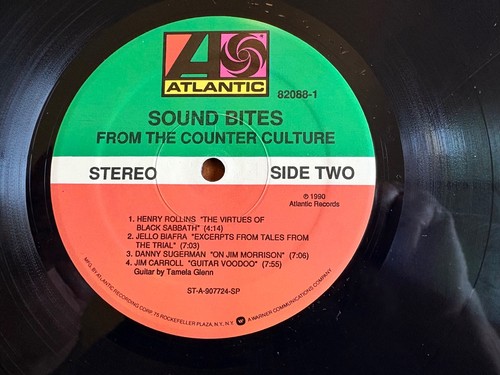 ATLANTIC
82088-1
SOUND BITES
FROM THE COUNTER CULTURE
STEREO
SIDE TWO
℗ 1990
Atlantic Records
1. HENRY ROLLINS "THE VIRTUES OF
BLACK SABBATH" (4:14)
2. JELLO BIAFRA "EXCERPTS FROM TALES FROM
THE TRIAL" (7:03)
3. DANNY SUGERMAN "ON JIM MORRISON" (7:06)
4. JIM CARROLL "GUITAR VOODOO" (7:55)
Guitar by Tamela Glenn
ST-A-907724-SP
MFG. BY ATLANTIC RECORDING CORP. 75 ROCKEFELLER PLAZA, N.Y., N.Y. A WARNER COMMUNICATIONS COMPANY